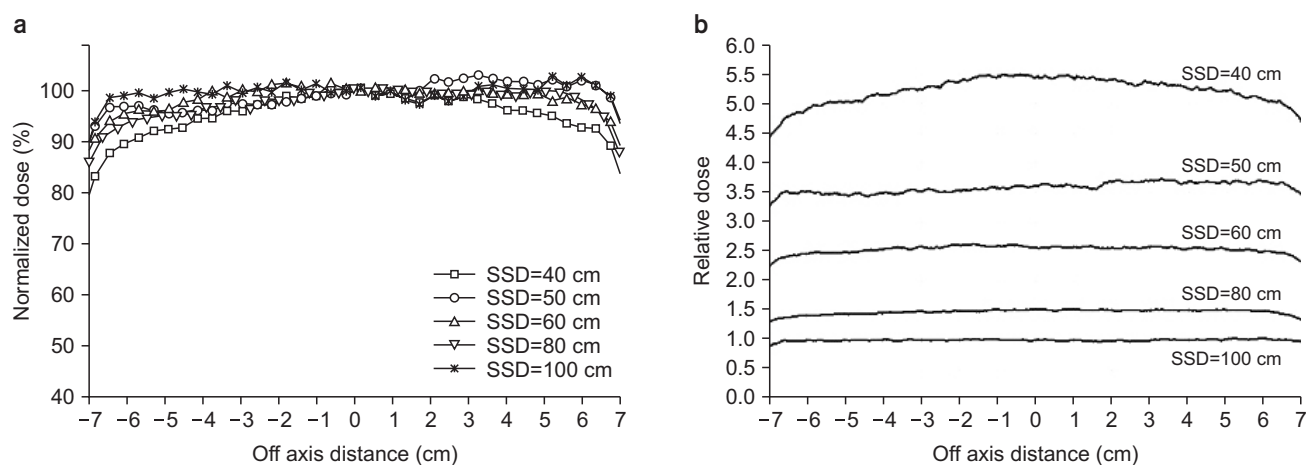 a
Normalized dose (%)
100
90
80
70
60
50
40
SSD=40 cm
SSD=50 cm
SSD=60 cm
SSD=80 cm
SSD=100 cm
−7 −6 −5 −4 −3 −2 −1 0 1 2 3 4 5 6 7
Off axis distance (cm)
b
Relative dose
6.0
5.5
5.0
4.5
4.0
3.5
3.0
2.5
2.0
1.5
1.0
0.5
0.0
SSD=40 cm
SSD=50 cm
SSD=60 cm
SSD=80 cm
SSD=100 cm
−7 −6 −5 −4 −3 −2 −1 0 1 2 3 4 5 6 7
Off axis distance (cm)